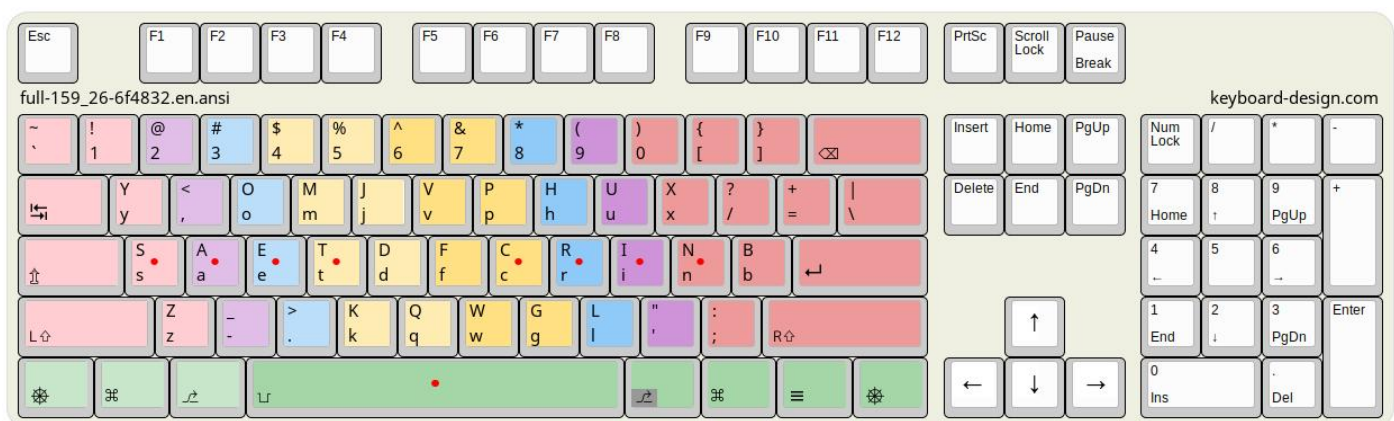 Esc F1 F2 F3 F4 F5 F6 F7 F8 F9 F10 F11 F12 PrtSc Scroll Lock Pause Break
full-159_26-6f4832.en.ansi keyboard-design.com
~ ! @ # $ % ^ & * ( ) { } Insert Home PgUp Num Lock / * -
` 1 2 3 4 5 6 7 8 9 0 [ ] ⌫
Y < O M J V P H U X ? + | Delete End PgDn 7 8 9 +
↹ y , o m j v p h u x / = \ Home ↑ PgUp
S A E T D F C R I N B 4 5 6
⇫ s a e t d f c r i n b ↵ ← →
Z _ > K Q W G L " : ↑ 1 2 3 Enter
L⇧ z - . k q w g l ' ; R⇧ End ↓ PgDn
⎈ ⌘ ⎇ ⌘ ≡ ⎈ ← ↓ → 0 .
Ins Del